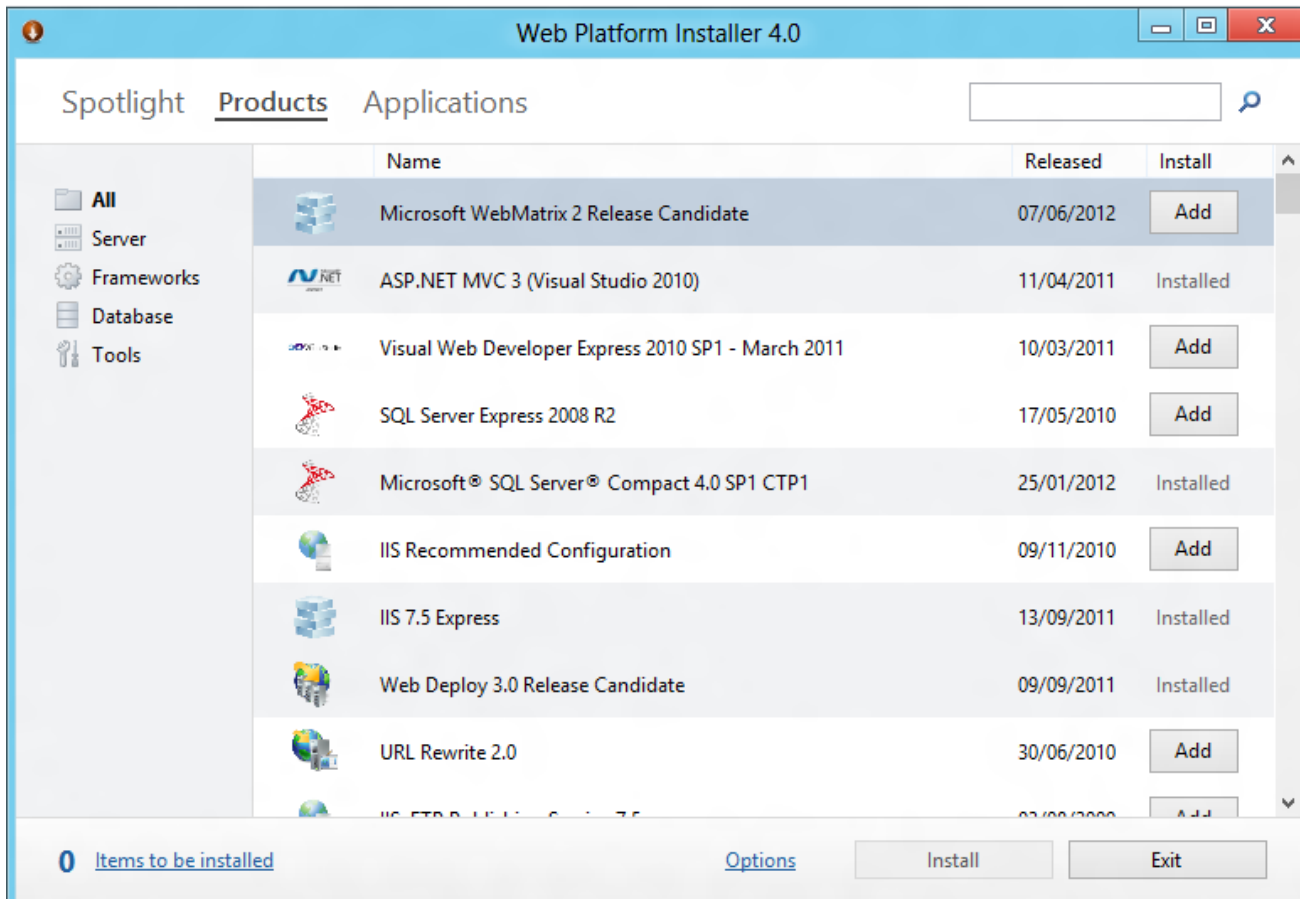 Web Platform Installer 4.0
Spotlight Products Applications
Name Released Install
All
Server
Frameworks
Database
Tools
Microsoft WebMatrix 2 Release Candidate 07/06/2012 Add
NET ASP.NET MVC 3 (Visual Studio 2010) 11/04/2011 Installed
Visual Web Developer Express 2010 SP1 - March 2011 10/03/2011 Add
SQL Server Express 2008 R2 17/05/2010 Add
Microsoft® SQL Server® Compact 4.0 SP1 CTP1 25/01/2012 Installed
IIS Recommended Configuration 09/11/2010 Add
IIS 7.5 Express 13/09/2011 Installed
Web Deploy 3.0 Release Candidate 09/09/2011 Installed
URL Rewrite 2.0 30/06/2010 Add
0 Items to be installed Options Install Exit